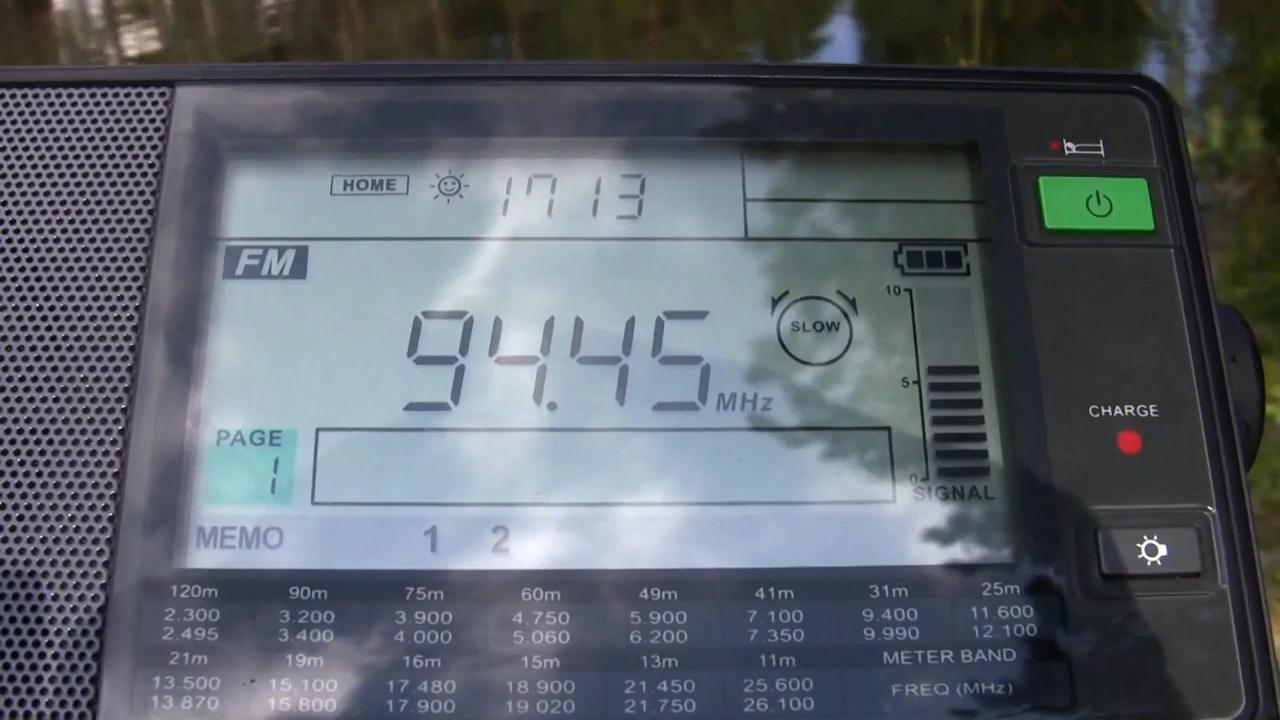 HOME 17 13
FM
94.45 MHz
SLOW
10
5
0
SIGNAL
PAGE
1
MEMO 1 2
CHARGE
120m 90m 75m 60m 49m 41m 31m 25m
2.300 3.200 3.900 4.750 5.900 7.100 9.400 11.600
2.495 3.400 4.000 5.060 6.200 7.350 9.990 12.100
21m 19m 16m 15m 13m 11m METER BAND
13.500 15.100 17.480 18.900 21.450 25.600 FREQ (MHz)
13.870 15.800 17.900 19.020 21.750 26.100